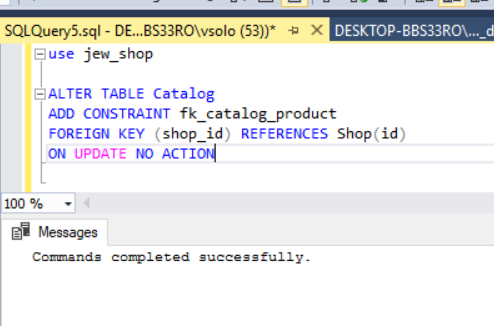 SQLQuery5.sql - DE...BS33RO\vsolo (53))* DESKTOP-BBS33RO\..._d
use jew_shop
ALTER TABLE Catalog
ADD CONSTRAINT fk_catalog_product
FOREIGN KEY (shop_id) REFERENCES Shop(id)
ON UPDATE NO ACTION
100 %
Messages
Commands completed successfully.